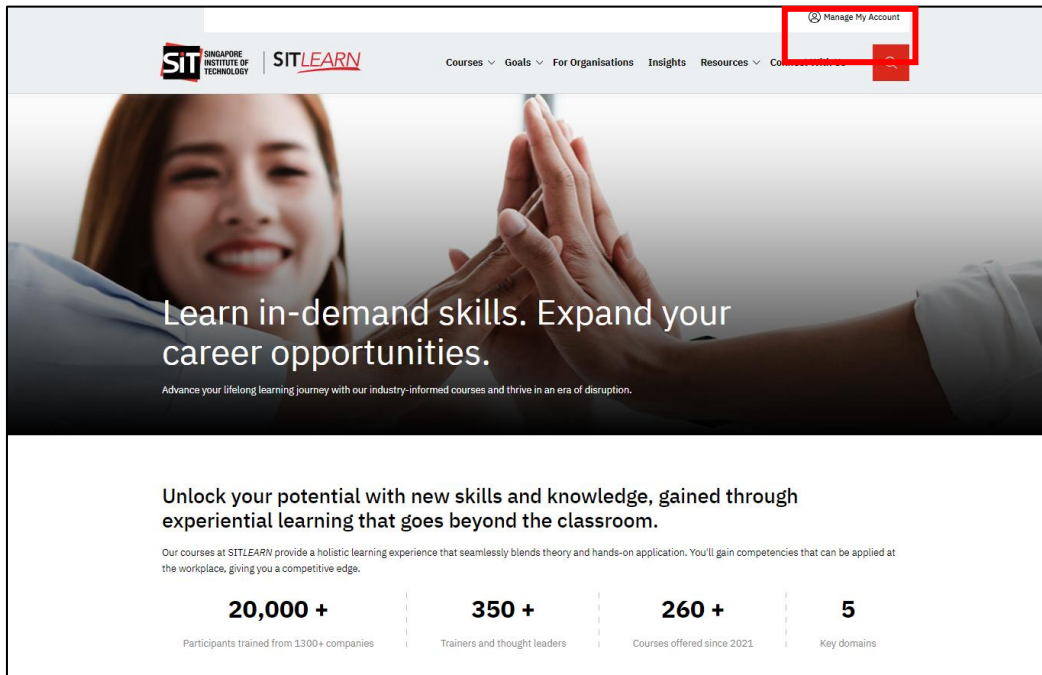 Manage My Account
SiT SINGAPORE INSTITUTE OF TECHNOLOGY
SITLEARN
Courses Goals For Organisations Insights Resources
Learn in-demand skills. Expand your
career opportunities.
Advance your lifelong learning journey with our industry-informed courses and thrive in an era of disruption.
Unlock your potential with new skills and knowledge, gained through
experiential learning that goes beyond the classroom.
Our courses at SITLEARN provide a holistic learning experience that seamlessly blends theory and hands-on application. You'll gain competencies that can be applied at
the workplace, giving you a competitive edge.
20,000 + 350 + 260 + 5
Participants trained from 1300+ companies Trainers and thought leaders Courses offered since 2021 Key domains